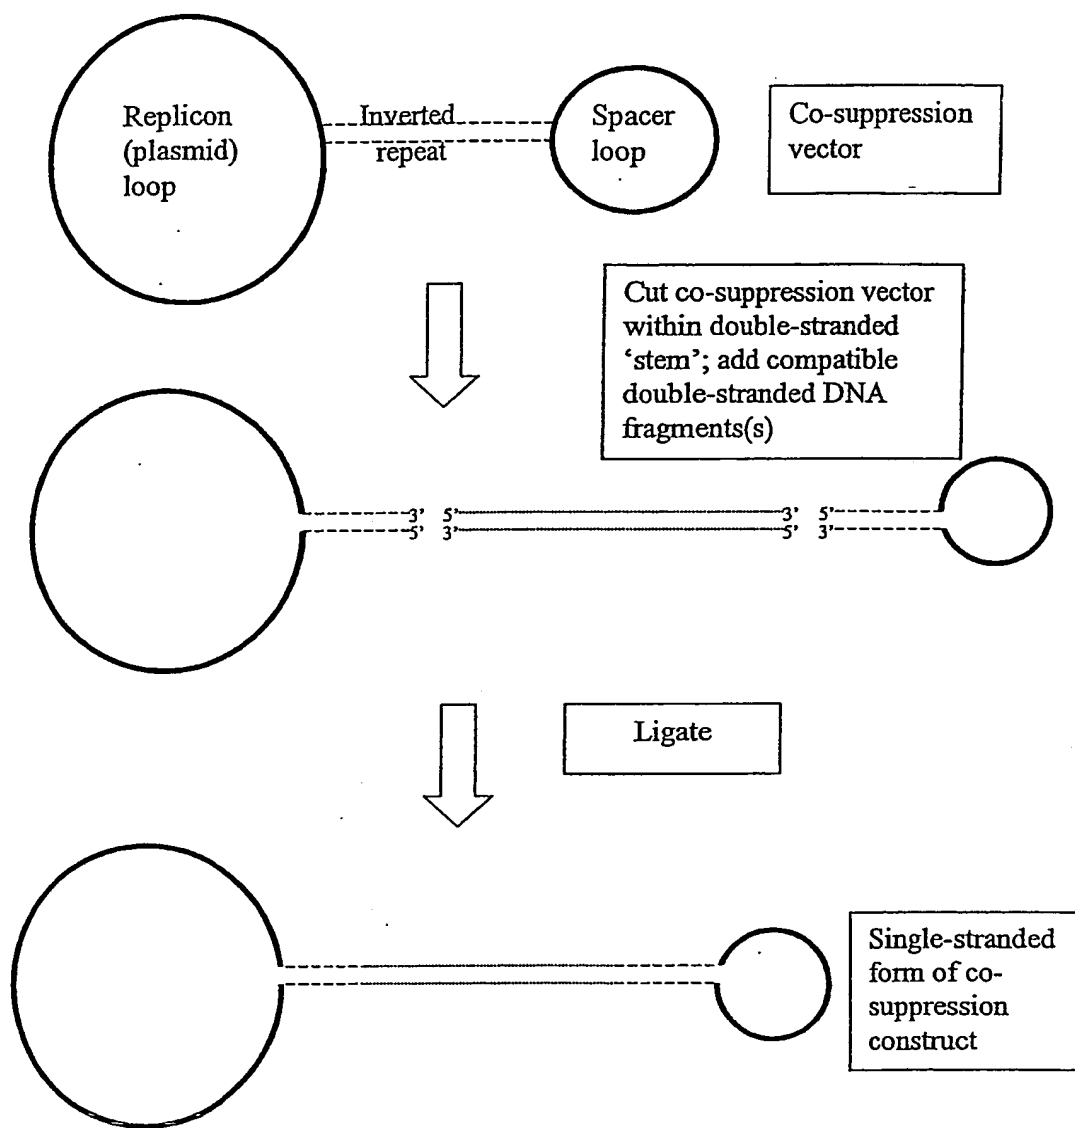 Replicon
(plasmid)
loop
Inverted
repeat
Spacer
loop
Co-suppression
vector
Cut co-suppression vector
within double-stranded
‘stem’; add compatible
double-stranded DNA
fragments(s)
3’ 5’ 3’ 5’
5’ 3’ 5’ 3’
Ligate
Single-stranded
form of co-
suppression
construct